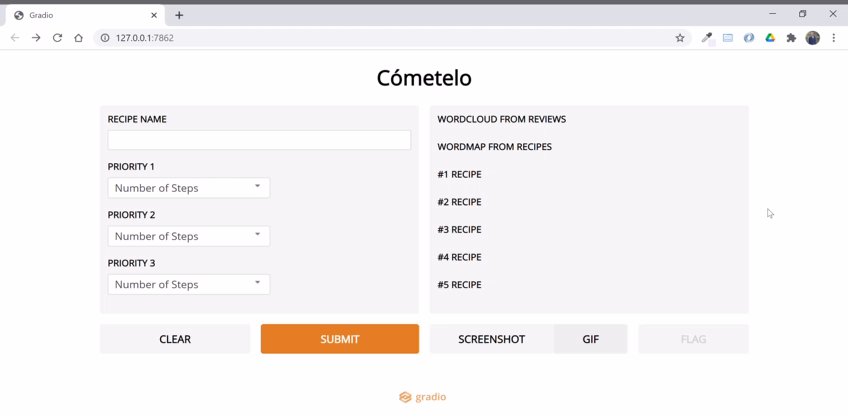 Gradio
127.0.0.1:7862
Cómetelo
RECIPE NAME
PRIORITY 1
Number of Steps
PRIORITY 2
Number of Steps
PRIORITY 3
Number of Steps
CLEAR
SUBMIT
WORDCLOUD FROM REVIEWS
WORDMAP FROM RECIPES
#1 RECIPE
#2 RECIPE
#3 RECIPE
#4 RECIPE
#5 RECIPE
SCREENSHOT
GIF
FLAG
gradio